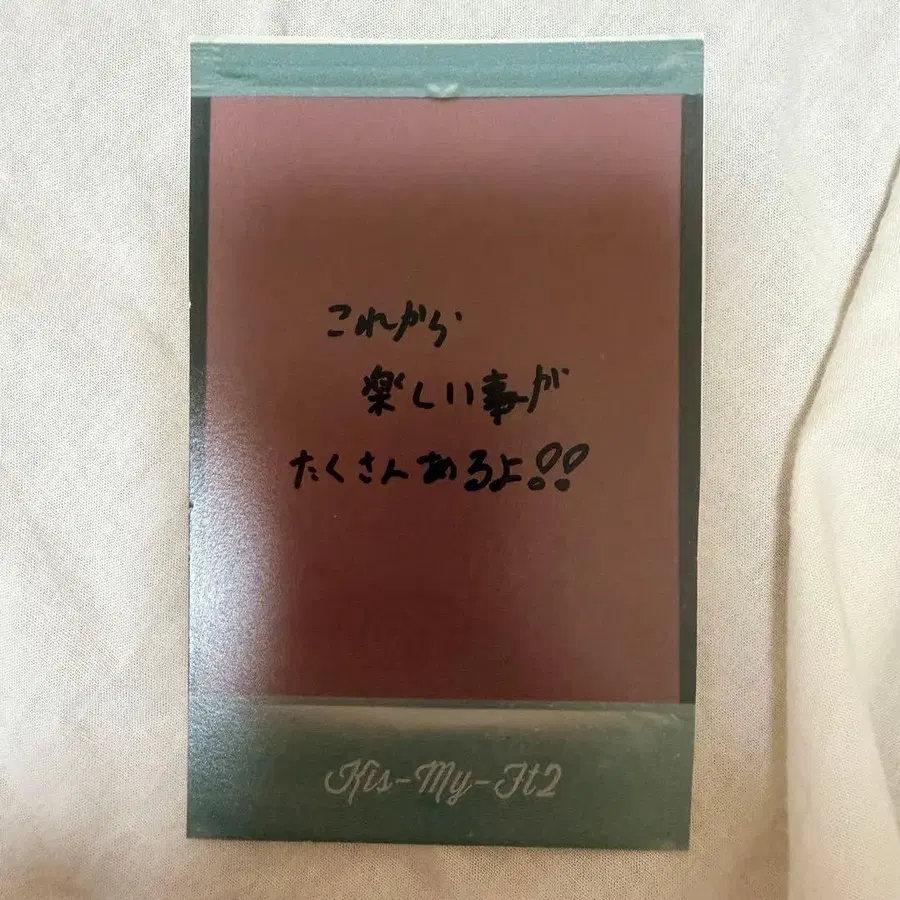 これから
楽しい事が
たくさんあるよ!!
Kis-My-Ft2